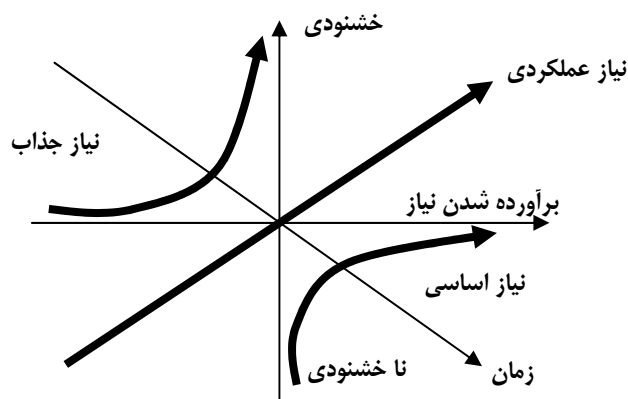 خشنودی
نیاز عملکردی
نیاز جذاب
برآورده شدن نیاز
نیاز اساسی
نا خشنودی
زمان